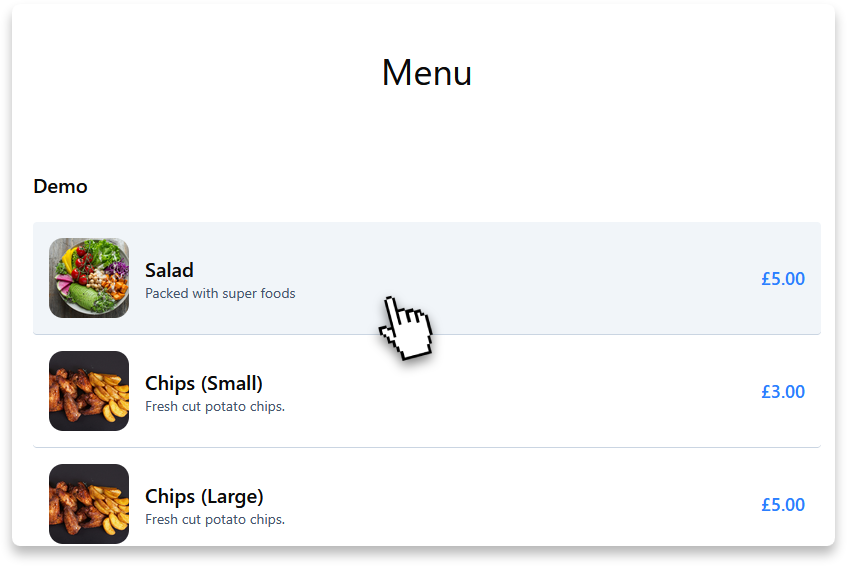 Menu
Demo
Salad
Packed with super foods
£5.00
Chips (Small)
Fresh cut potato chips.
£3.00
Chips (Large)
Fresh cut potato chips.
£5.00